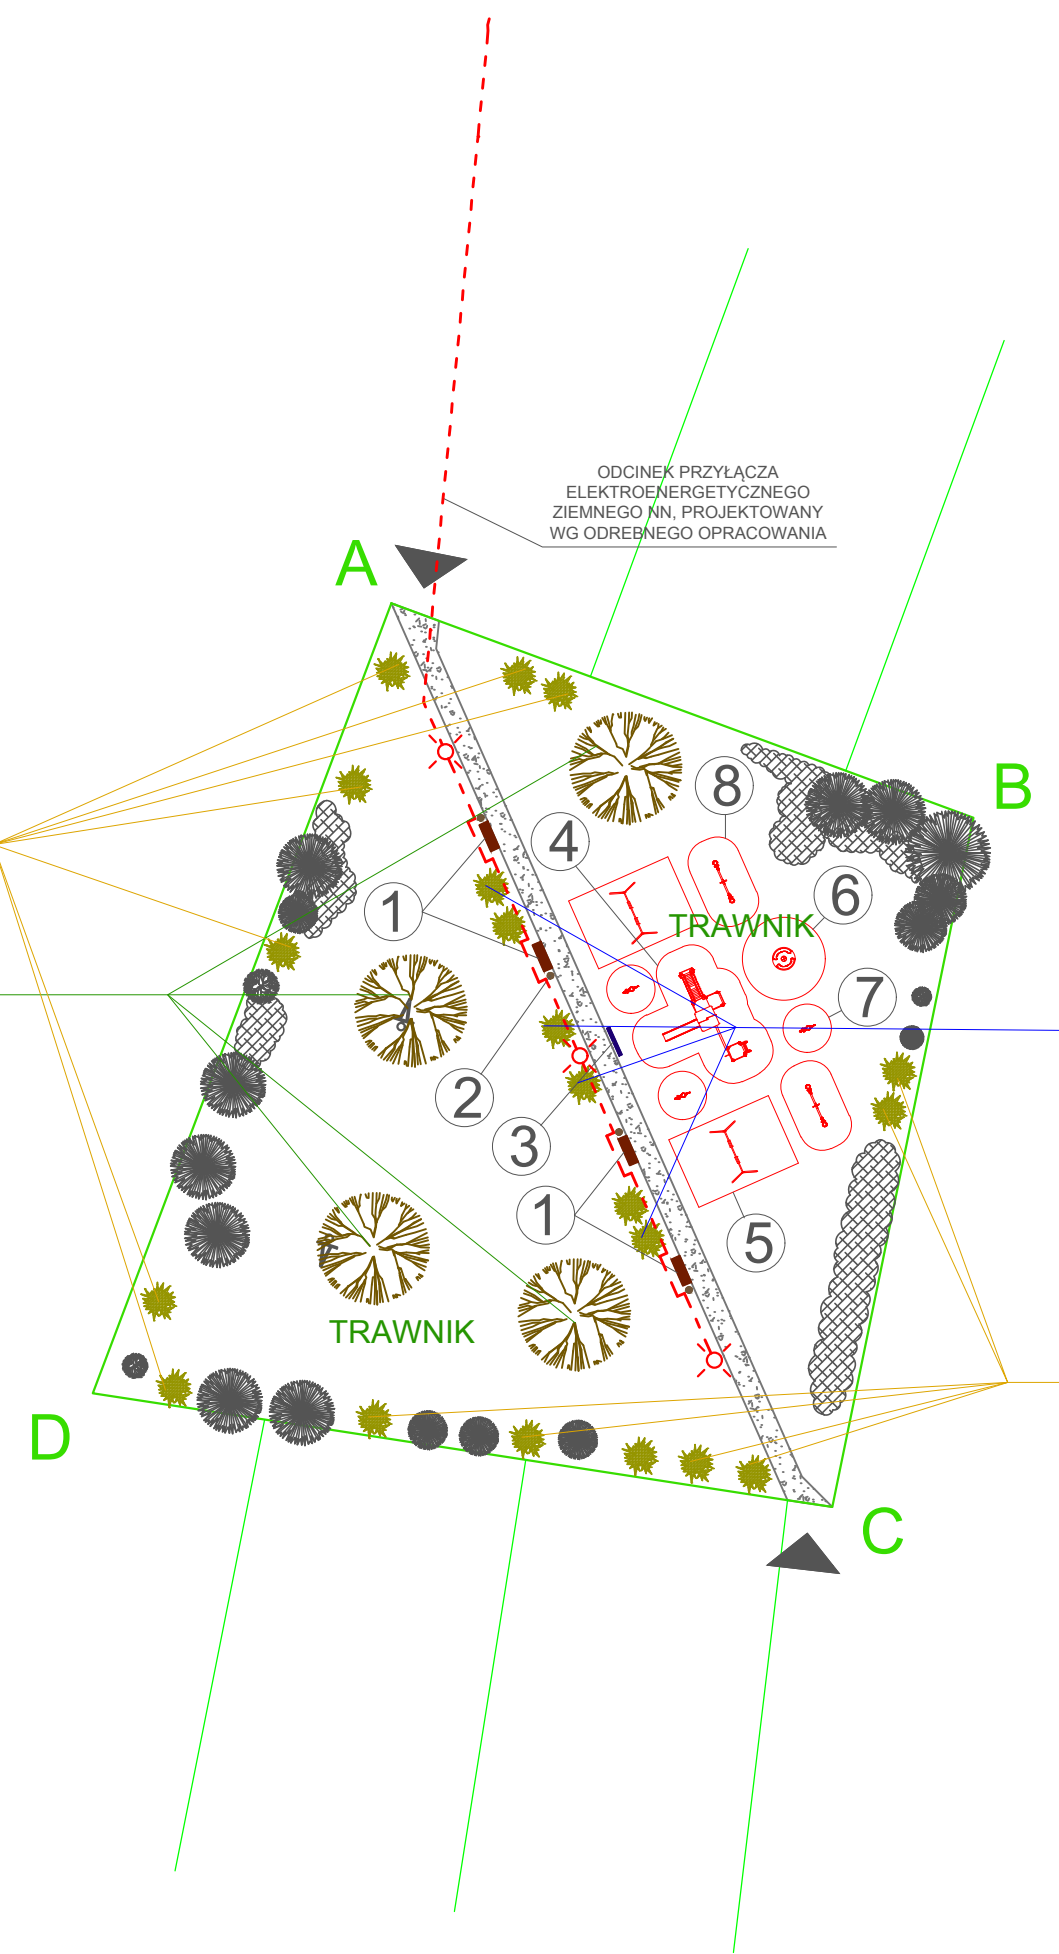 ODCINEK PRZYŁĄCZA
ELEKTROENERGETYCZNEGO
ZIEMNEGO NN, PROJEKTOWANY
WG ODREBNEGO OPRACOWANIA
A
B
8
4
6
1
TRAWNIK
7
2
3
1
5
TRAWNIK
D
C